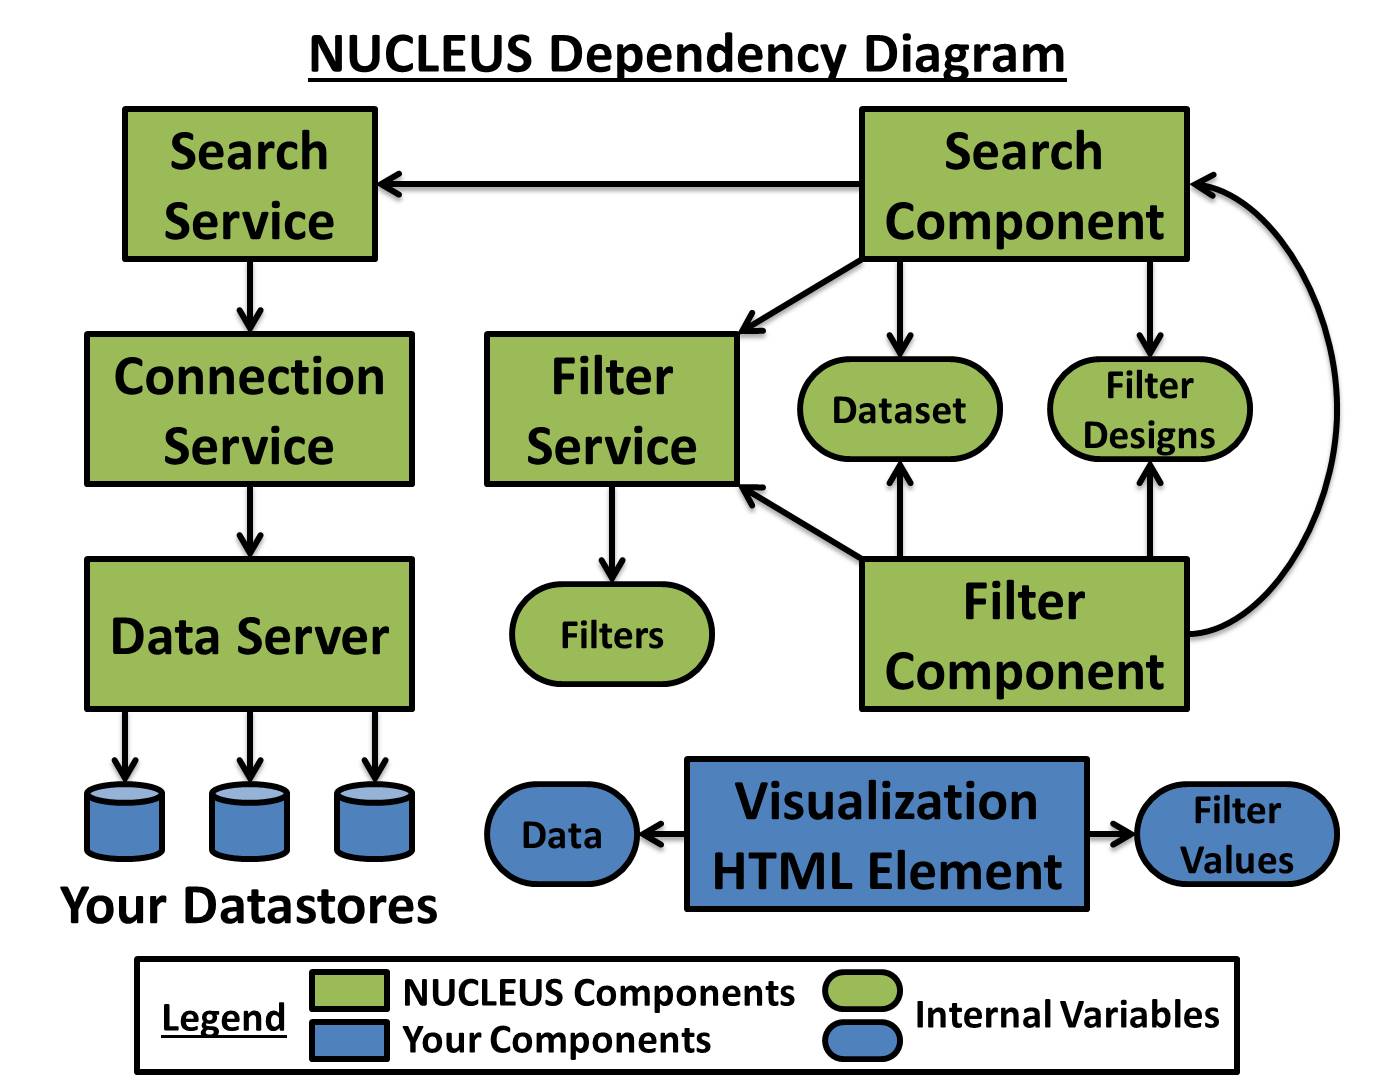 NUCLEUS Dependency Diagram
Search
Service
Search
Component
Connection
Service
Filter
Service
Dataset
Filter
Designs
Data Server
Filters
Filter
Component
Your Datastores
Data
Visualization
HTML Element
Filter
Values
Legend
NUCLEUS Components
Your Components
Internal Variables